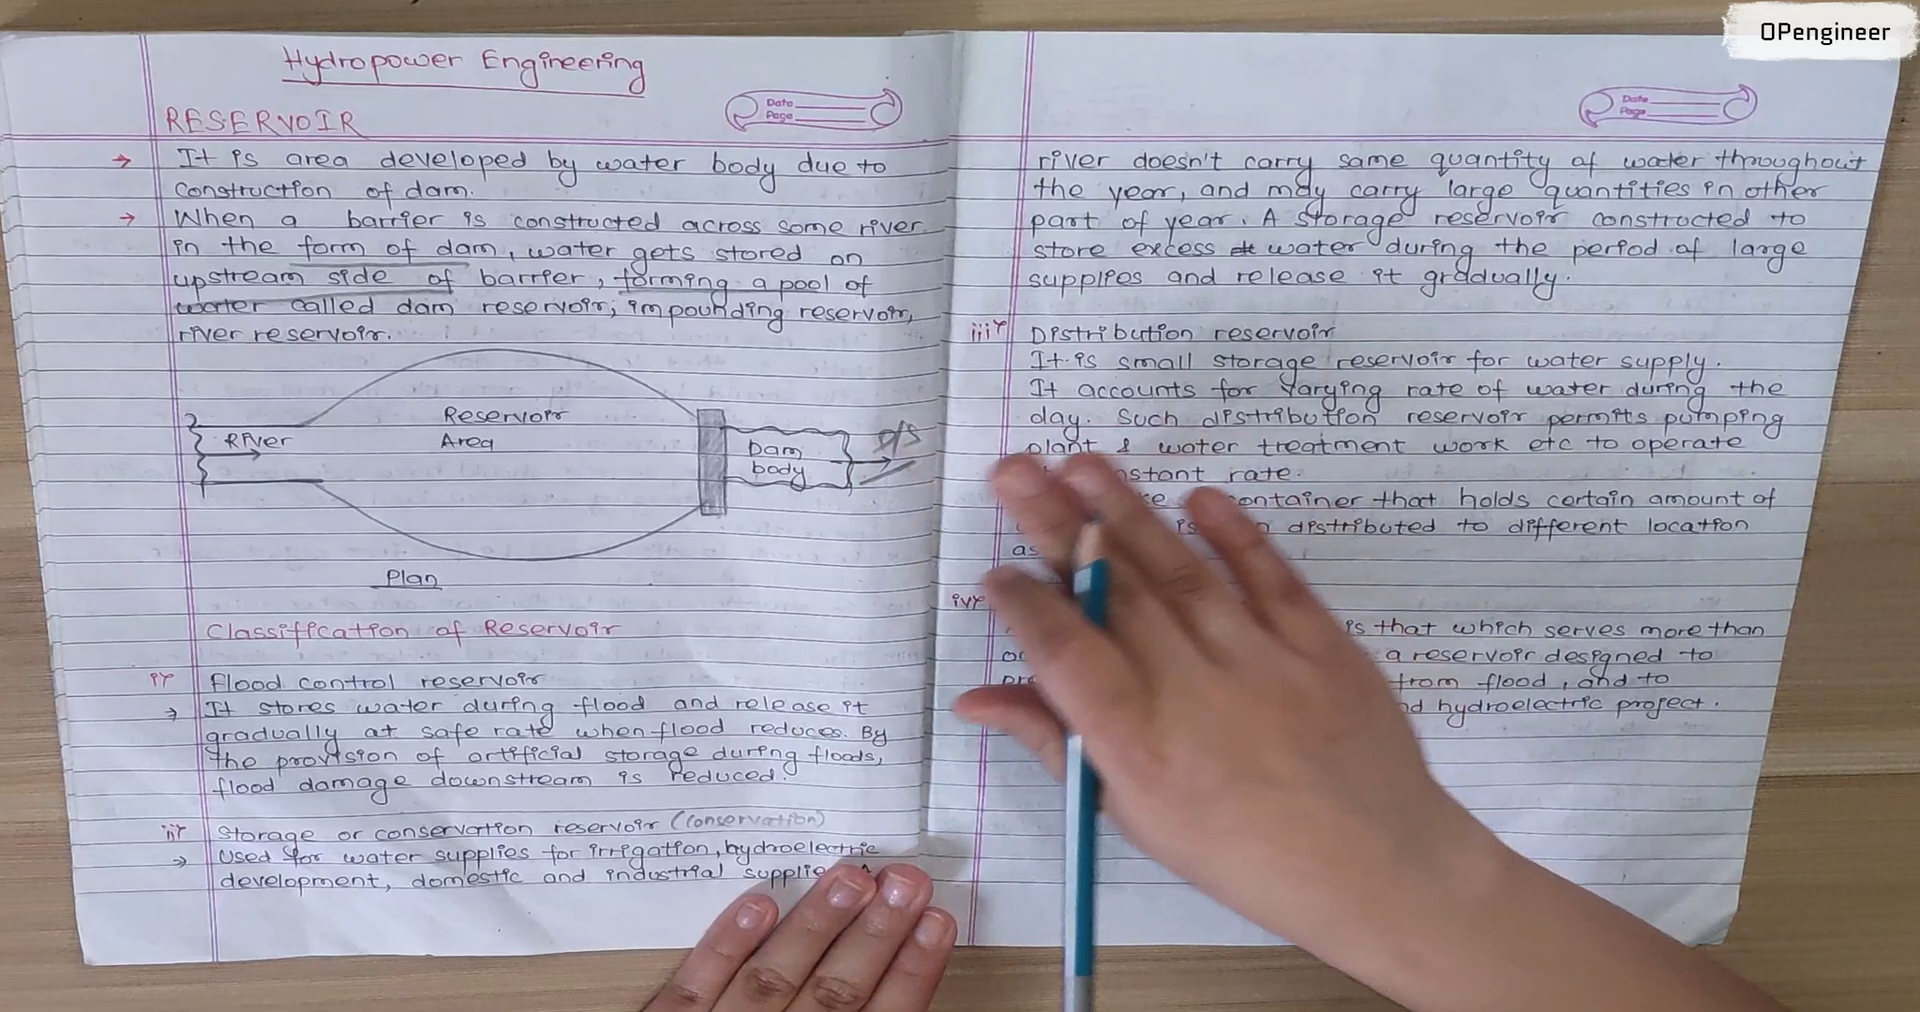 OPengineer
Hydropower Engineering
Date
Page
RESERVOIR
→ It is area developed by water body due to
construction of dam.
→ When a barrier is constructed across some river
in the form of dam, water gets stored on
upstream side of barrier, forming a pool of
water called dam reservoir, impounding reservoir,
river reservoir.
Reservoir
River Area
Dam
body
D/S
Plan
Classification of Reservoir
i) Flood control reservoir
→ It stores water during flood and release it
gradually at safe rate when flood reduces. By
the provision of artificial storage during floods,
flood damage downstream is reduced.
ii) Storage or conservation reservoir (conservation)
→ Used for water supplies for irrigation, hydroelectric
development, domestic and industrial
Date
Page
river doesn't carry same quantity of water throughout
the year, and may carry large quantities in other
part of year. A storage reservoir constructed to
store excess water during the period of large
supplies and release it gradually.
iii) Distribution reservoir
It is small storage reservoir for water supply.
It accounts for varying rate of water during the
day. Such distribution reservoir permits pumping
plant & water treatment work etc to operate
rate.
container that holds certain amount of
distributed to different location
as
iv)
is that which serves more than
a reservoir designed to
from flood, and to
hydroelectric project.